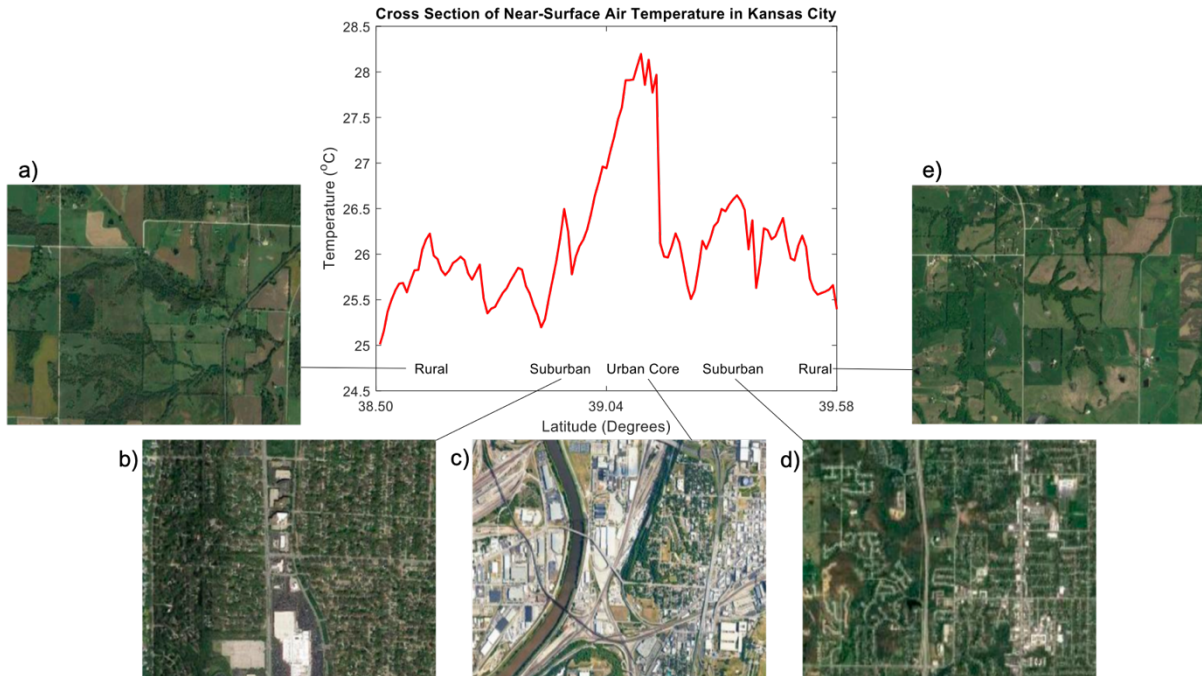 Cross Section of Near-Surface Air Temperature in Kansas City
28.5
28
27.5
27
26.5
26
25.5
25
24.5
Temperature (°C)
Rural
Suburban
Urban Core
Suburban
Rural
38.50
39.04
39.58
Latitude (Degrees)
a)
e)
b)
c)
d)